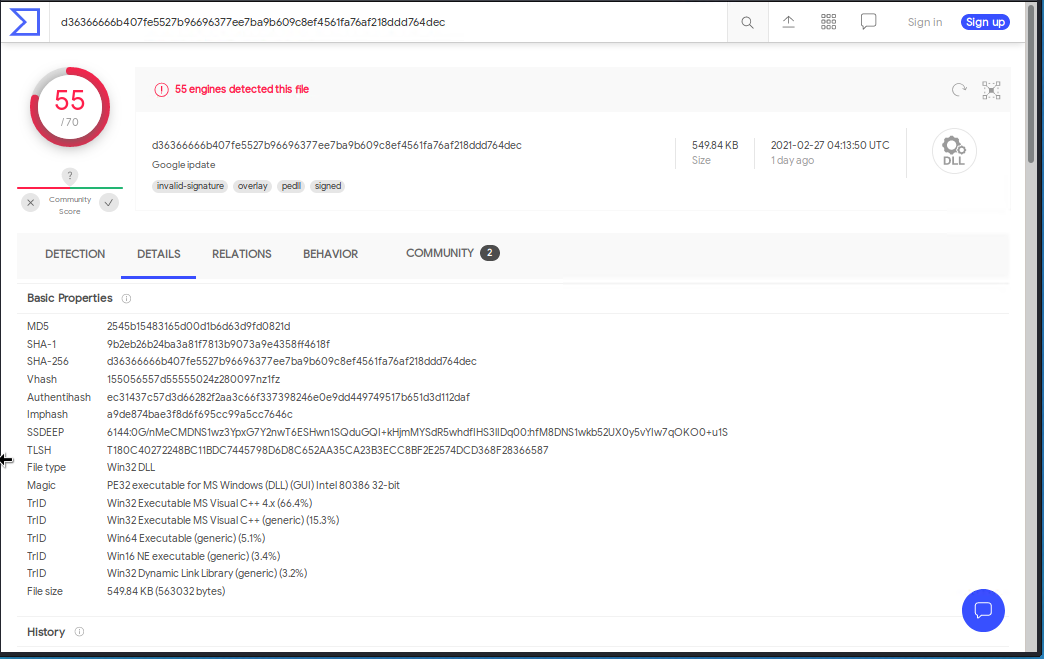 d36366666b407fe5527b96696377ee7ba9b609c8ef4561fa76af218ddd764dec
Sign in
Sign up
55
/70
?
Community
Score
55 engines detected this file
d36366666b407fe5527b96696377ee7ba9b609c8ef4561fa76af218ddd764dec
Google ipdate
invalid-signature overlay pedll signed
549.84 KB
Size
2021-02-27 04:13:50 UTC
1 day ago
DLL
DETECTION DETAILS RELATIONS BEHAVIOR COMMUNITY 2
Basic Properties
MD5 2545b15483165d00d1b6d63d9fd0821d
SHA-1 9b2eb26b24ba3a81f7813b9073a9e4358ff4618f
SHA-256 d36366666b407fe5527b96696377ee7ba9b609c8ef4561fa76af218ddd764dec
Vhash 155056557d55555024z280097nz1fz
Authentihash ec31437c57d3d66282f2aa3c66f337398246e0e9dd449749517b651d3d112daf
Imphash a9de874bae3f8d6f695cc99a5cc7646c
SSDEEP 6144:0G/nMeCMDNS1wz3YpxG7Y2nwT6ESHwn1SQduGQI+kHjmMYSdR5whdfIHS3IIDq00:hfM8DNS1wkb52UX0y5vYIw7qOKO0+u1S
TLSH T180C40272248BC11BDC7445798D6D8C652AA35CA23B3ECC8BF2E2574DCD368F28366587
File type Win32 DLL
Magic PE32 executable for MS Windows (DLL) (GUI) Intel 80386 32-bit
TrID Win32 Executable MS Visual C++ 4.x (66.4%)
TrID Win32 Executable MS Visual C++ (generic) (15.3%)
TrID Win64 Executable (generic) (5.1%)
TrID Win16 NE executable (generic) (3.4%)
TrID Win32 Dynamic Link Library (generic) (3.2%)
File size 549.84 KB (563032 bytes)
History